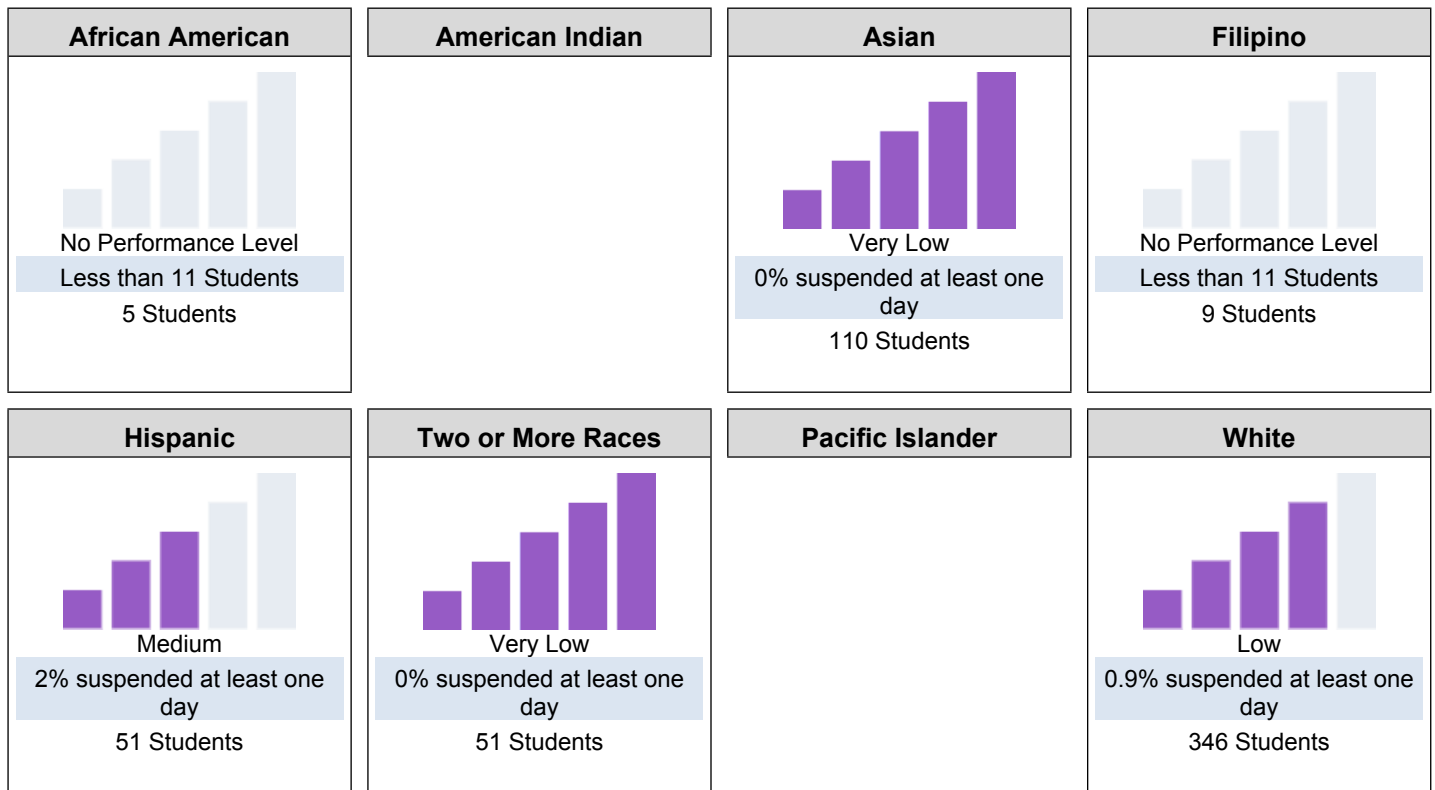 African American
No Performance Level
Less than 11 Students
5 Students
American Indian
Asian
Very Low
0% suspended at least one
day
110 Students
Filipino
No Performance Level
Less than 11 Students
9 Students
Hispanic
Medium
2% suspended at least one
day
51 Students
Two or More Races
Very Low
0% suspended at least one
day
51 Students
Pacific Islander
White
Low
0.9% suspended at least one
day
346 Students